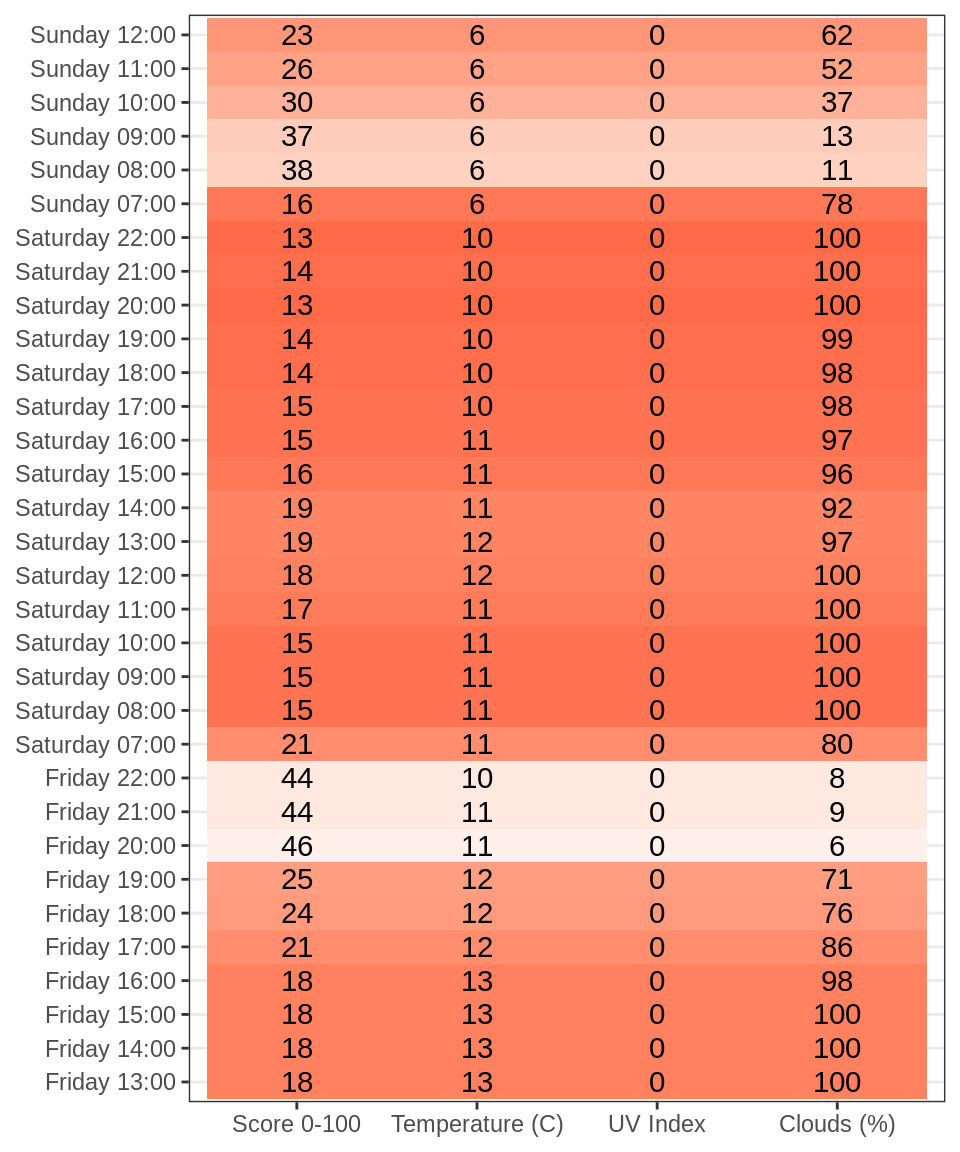 Sunday 12:00 23 6 0 62
Sunday 11:00 26 6 0 52
Sunday 10:00 30 6 0 37
Sunday 09:00 37 6 0 13
Sunday 08:00 38 6 0 11
Sunday 07:00 16 6 0 78
Saturday 22:00 13 10 0 100
Saturday 21:00 14 10 0 100
Saturday 20:00 13 10 0 100
Saturday 19:00 14 10 0 99
Saturday 18:00 14 10 0 98
Saturday 17:00 15 10 0 98
Saturday 16:00 15 11 0 97
Saturday 15:00 16 11 0 96
Saturday 14:00 19 11 0 92
Saturday 13:00 19 12 0 97
Saturday 12:00 18 12 0 100
Saturday 11:00 17 11 0 100
Saturday 10:00 15 11 0 100
Saturday 09:00 15 11 0 100
Saturday 08:00 15 11 0 100
Saturday 07:00 21 11 0 80
Friday 22:00 44 10 0 8
Friday 21:00 44 11 0 9
Friday 20:00 46 11 0 6
Friday 19:00 25 12 0 71
Friday 18:00 24 12 0 76
Friday 17:00 21 12 0 86
Friday 16:00 18 13 0 98
Friday 15:00 18 13 0 100
Friday 14:00 18 13 0 100
Friday 13:00 18 13 0 100
Score 0-100 Temperature (C) UV Index Clouds (%)